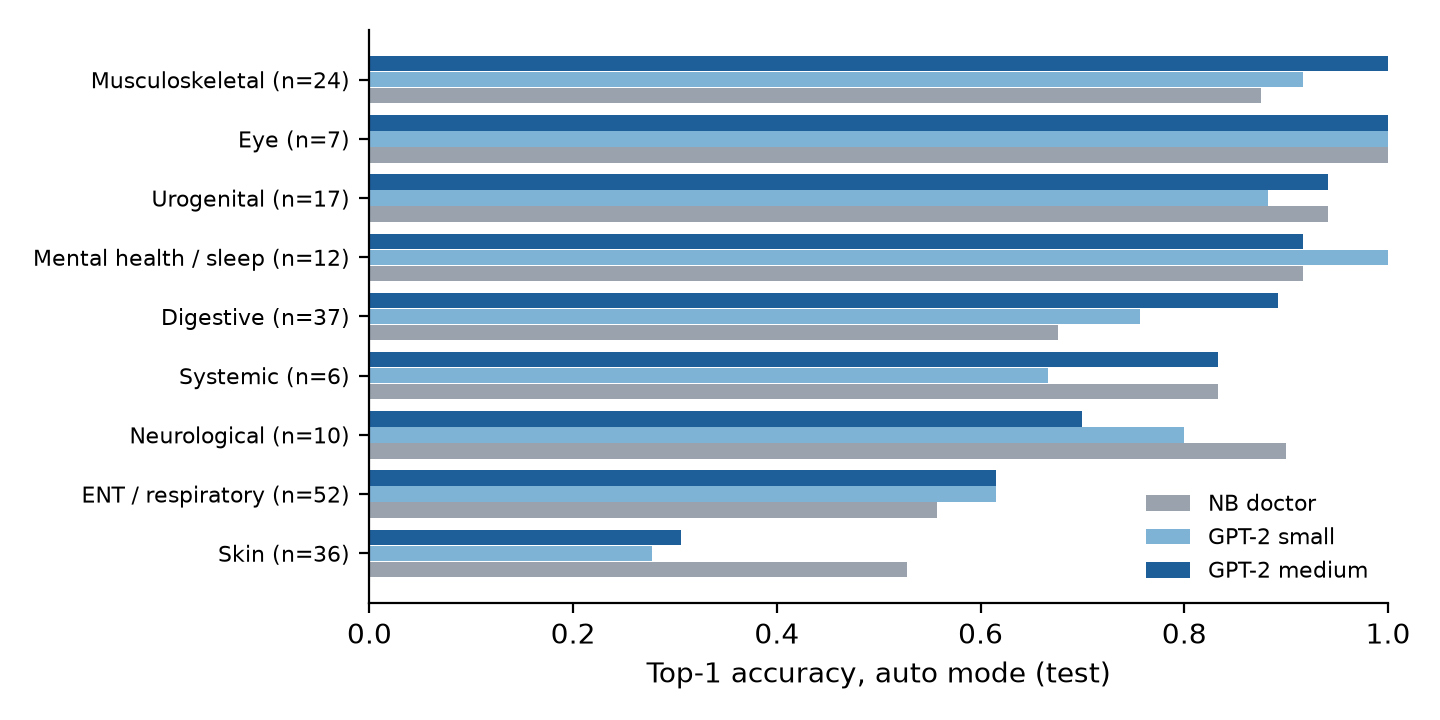 Musculoskeletal (n=24)
Eye (n=7)
Urogenital (n=17)
Mental health / sleep (n=12)
Digestive (n=37)
Systemic (n=6)
Neurological (n=10)
ENT / respiratory (n=52)
Skin (n=36)
NB doctor
GPT-2 small
GPT-2 medium
0.0 0.2 0.4 0.6 0.8 1.0
Top-1 accuracy, auto mode (test)